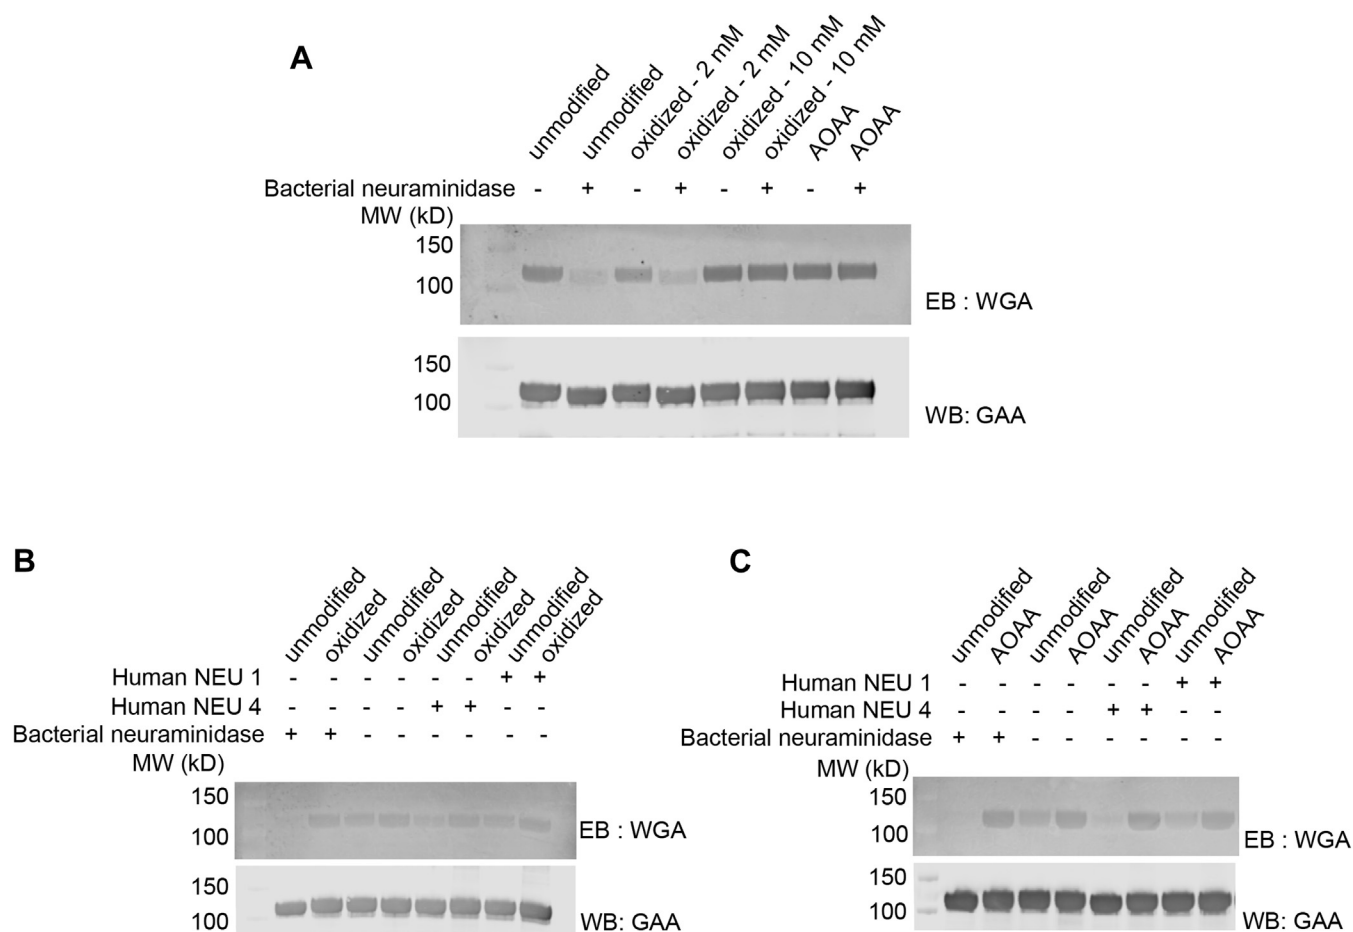 A
unmodified
unmodified
oxidized - 2 mM
oxidized - 2 mM
oxidized - 10 mM
oxidized - 10 mM
AOAA
AOAA
Bacterial neuraminidase - + - + - + - +
MW (kD)
150
100
EB : WGA
150
100
WB: GAA
B
unmodified
oxidized
unmodified
oxidized
unmodified
oxidized
unmodified
oxidized
Human NEU 1 - - - - - - + +
Human NEU 4 - - - - + + - -
Bacterial neuraminidase + + - - - - - -
MW (kD)
150
100
EB : WGA
150
100
WB: GAA
C
unmodified
AOAA
unmodified
AOAA
unmodified
AOAA
unmodified
AOAA
Human NEU 1 - - - - - - + +
Human NEU 4 - - - - + + - -
Bacterial neuraminidase + + - - - - - -
MW (kD)
150
100
EB : WGA
150
100
WB: GAA